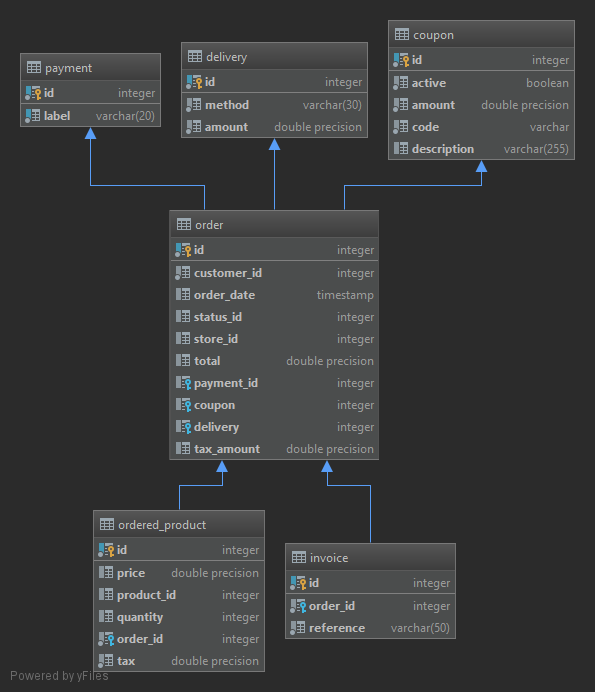 payment
id integer
label varchar(20)
delivery
id integer
method varchar(30)
amount double precision
coupon
id integer
active boolean
amount double precision
code varchar
description varchar(255)
order
id integer
customer_id integer
order_date timestamp
status_id integer
store_id integer
total double precision
payment_id integer
coupon integer
delivery integer
tax_amount double precision
ordered_product
id integer
price double precision
product_id integer
quantity integer
order_id integer
tax double precision
invoice
id integer
order_id integer
reference varchar(50)
Powered by yFiles